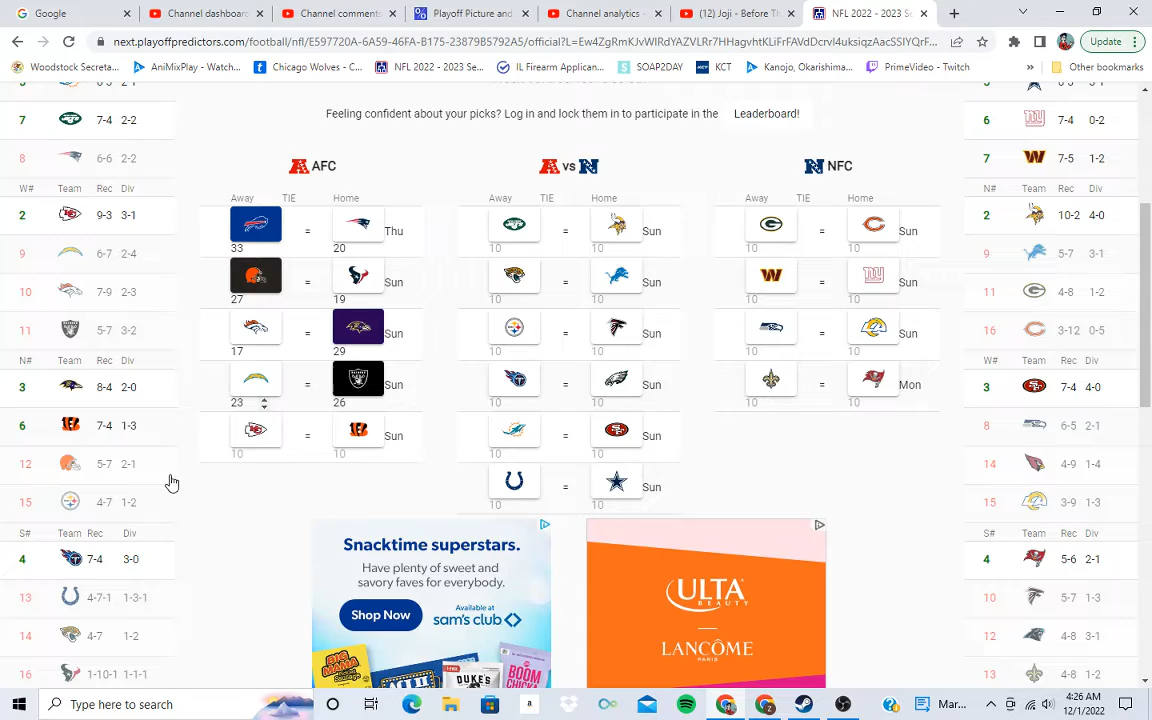 Google
Channel dashboard
Channel comments
Playoff Picture and
Channel analytics -
(12) Joji - Before Th
NFL 2022 - 2023 Se
next.playoffpredictors.com/football/nfl/E597720A-6A59-46FA-B175-23879B5792A5/official?L=Ew4ZgRmKJvWlRdYAZVLRr7HHagvhtKLiFrFAVdDcrvl4uksiqzAacSSIYQrF...
Update
Woodstock Secreta...
AniMixPlay - Watch...
Chicago Wolves - C...
NFL 2022 - 2023 Se...
IL Firearm Applican...
SOAP2DAY
KCT
Kanojo, Okarishima...
PrimeVideo - Twitch
»
Other bookmarks
Feeling confident about your picks? Log in and lock them in to participate in the Leaderboard!
7 7-4 2-2
8 6-6 2-2
W# Team Rec Div
2 9-3 3-1
9 6-7 2-4
10 7-9 2-3
11 5-7 3-2
N# Team Rec Div
3 8-4 2-0
6 7-4 1-3
12 5-7 2-1
15 4-7 1-2
S# Team Rec Div
4 7-4 3-0
13 4-7-1 1-3-1
14 4-7 1-2
16 1-10-1 1-1-1
AFC
Away TIE Home
= Thu
33 20
= Sun
27 19
= Sun
17 29
= Sun
23 26
= Sun
10 10
A vs N
Away TIE Home
= Sun
10 10
= Sun
10 10
= Sun
10 10
= Sun
10 10
= Sun
10 10
= Sun
10 10
NFC
Away TIE Home
= Sun
10 10
= Sun
10 10
= Sun
10 10
= Mon
10 10
6 7-4 0-2
7 7-5 1-2
N# Team Rec Div
2 10-2 4-0
9 5-7 3-1
11 4-8 1-2
16 3-12 0-5
W# Team Rec Div
3 7-4 4-0
8 6-5 2-1
14 4-9 1-4
15 3-9 1-3
S# Team Rec Div
4 5-6 2-1
10 5-7 1-3
12 4-8 3-1
13 4-8 1-2
Snacktime superstars.
Have plenty of sweet and
savory faves for everybody.
Shop Now
Available at
sam's club
BIG MAMA
ACT II
DUKE'S
BOOM CHICKA
ULTA
BEAUTY
LANCÔME
PARIS
Type here to search
Mar...
4:26 AM
12/1/2022